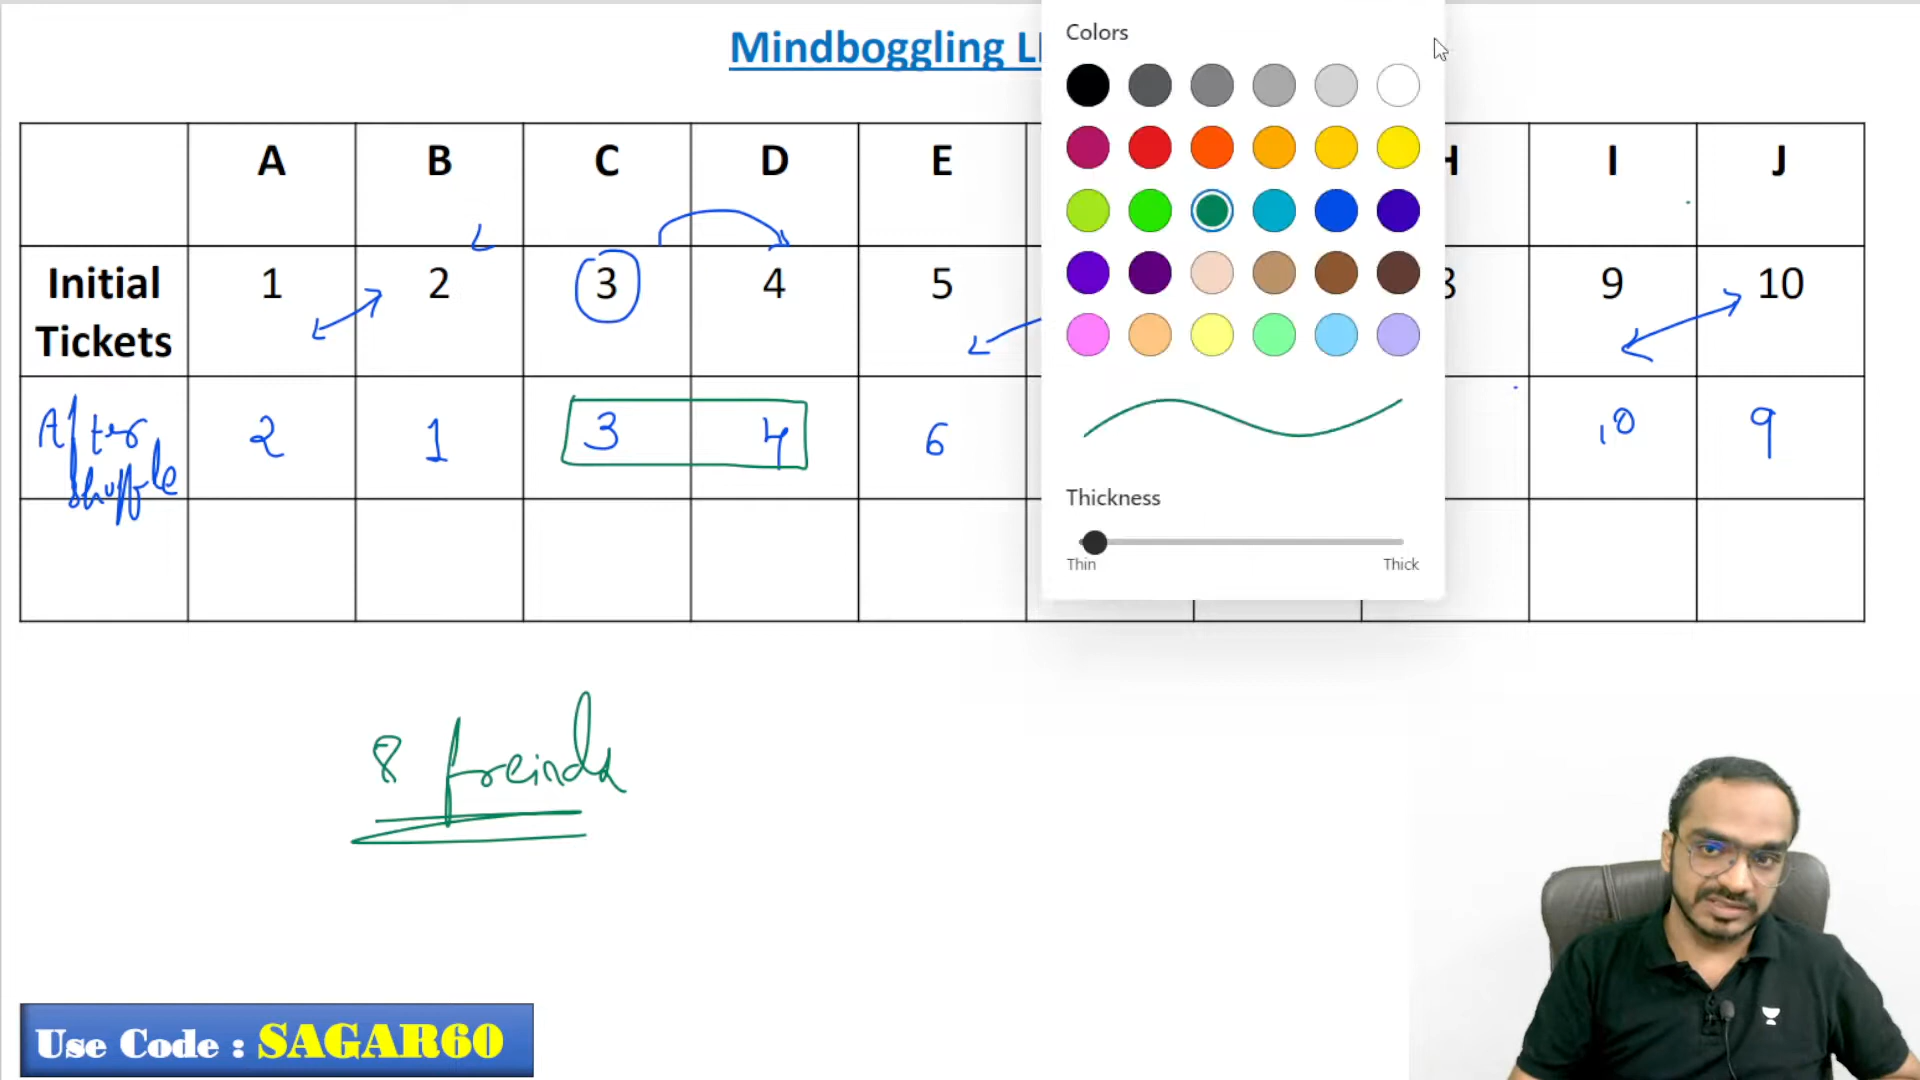 Mindboggling L
Colors
A B C D E H I J
Initial Tickets 1 2 3 4 5 8 9 10
After shuffle 2 1 3 4 6 10 9
Thickness
Thin Thick
8 freinds
Use Code : SAGAR60